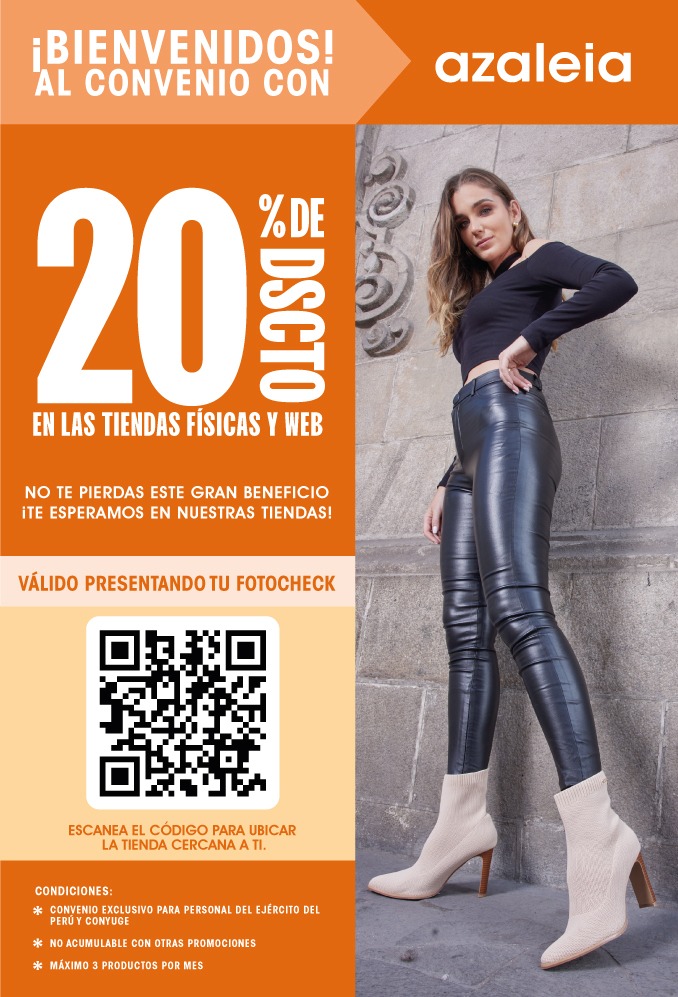 ¡BIENVENIDOS!
AL CONVENIO CON
azaleia
20
% DE
DSCTO
EN LAS TIENDAS FÍSICAS Y WEB
NO TE PIERDAS ESTE GRAN BENEFICIO
¡TE ESPERAMOS EN NUESTRAS TIENDAS!
VÁLIDO PRESENTANDO TU FOTOCHECK
ESCANEA EL CÓDIGO PARA UBICAR
LA TIENDA CERCANA A TI.
CONDICIONES:
* CONVENIO EXCLUSIVO PARA PERSONAL DEL EJÉRCITO DEL
PERÚ Y CONYUGE
* NO ACUMULABLE CON OTRAS PROMOCIONES
* MÁXIMO 3 PRODUCTOS POR MES